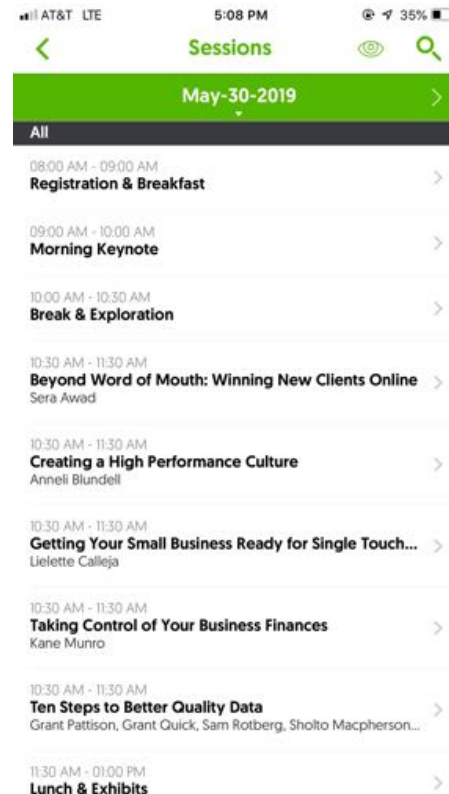 AT&T LTE 5:08 PM 35%
Sessions
May-30-2019
All
08:00 AM - 09:00 AM
Registration & Breakfast
09:00 AM - 10:00 AM
Morning Keynote
10:00 AM - 10:30 AM
Break & Exploration
10:30 AM - 11:30 AM
Beyond Word of Mouth: Winning New Clients Online
Sera Awad
10:30 AM - 11:30 AM
Creating a High Performance Culture
Anneli Blundell
10:30 AM - 11:30 AM
Getting Your Small Business Ready for Single Touch...
Lielette Calleja
10:30 AM - 11:30 AM
Taking Control of Your Business Finances
Kane Munro
10:30 AM - 11:30 AM
Ten Steps to Better Quality Data
Grant Pattison, Grant Quick, Sam Rotberg, Sholto Macpherson...
11:30 AM - 01:00 PM
Lunch & Exhibits